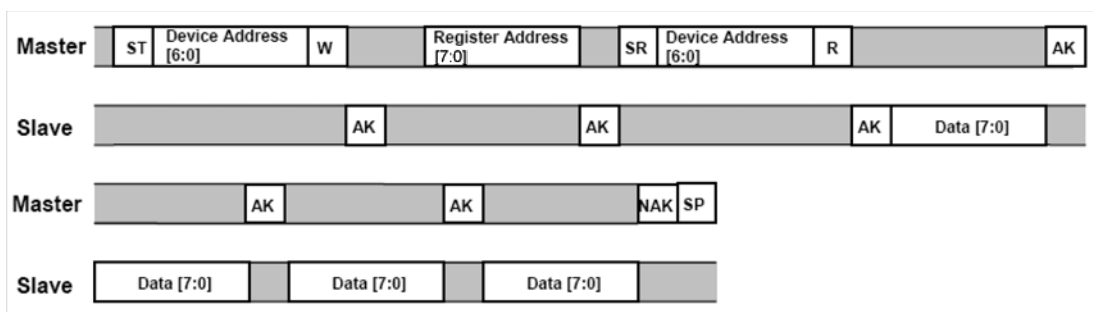 Master ST Device Address [6:0] W Register Address [7:0] SR Device Address [6:0] R AK
Slave AK AK AK Data [7:0]
Master AK AK NAK SP
Slave Data [7:0] Data [7:0] Data [7:0]